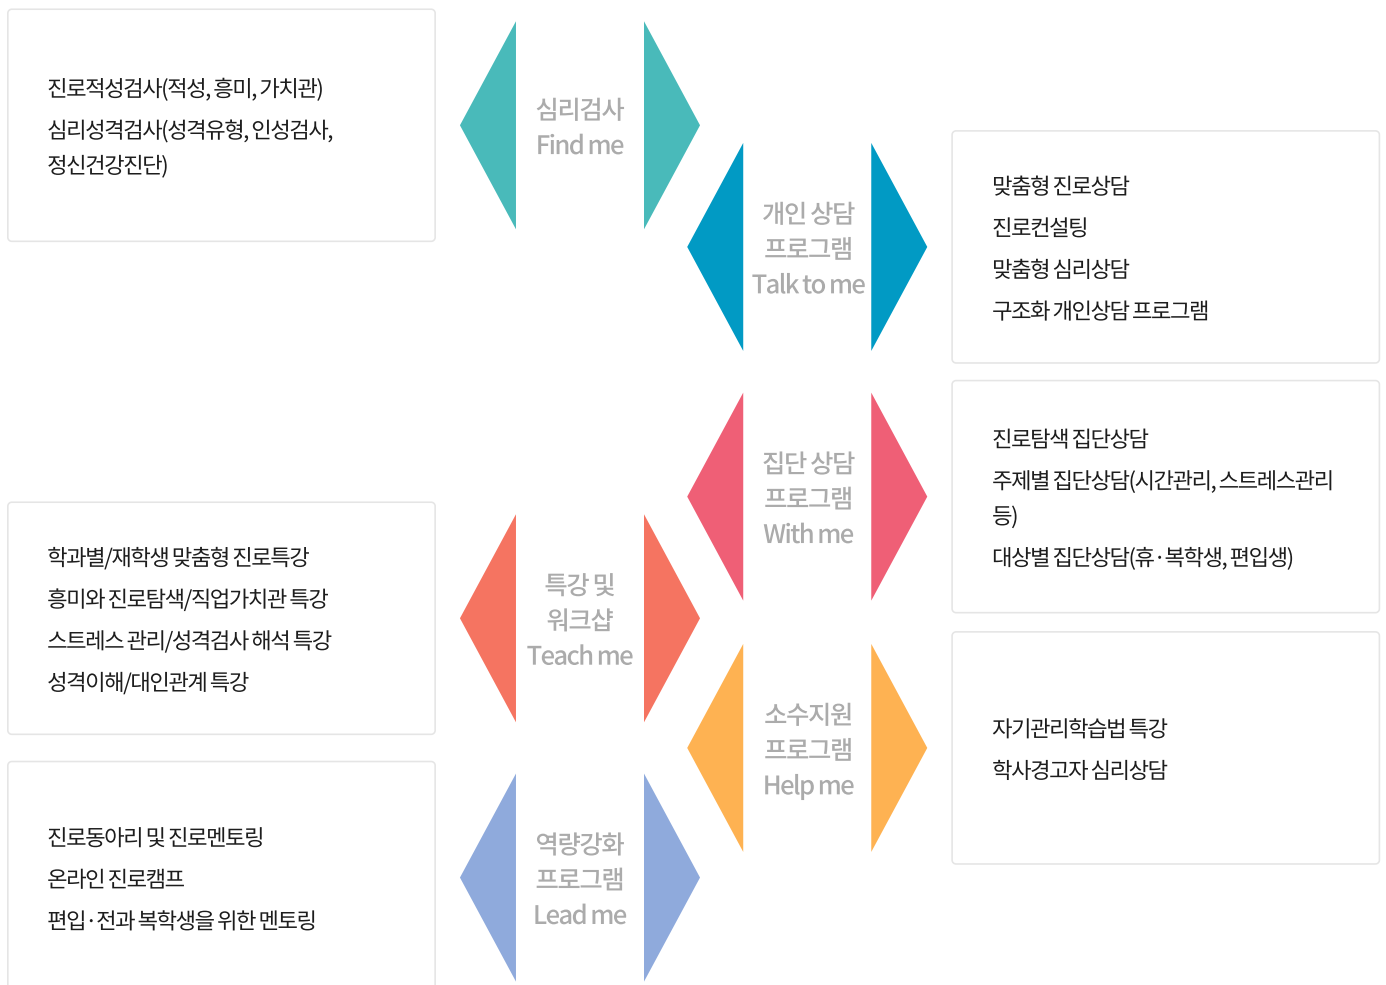 진로적성검사(적성, 흥미, 가치관)
심리성격검사(성격유형, 인성검사,
정신건강진단)
심리검사
Find me
개인 상담
프로그램
Talk to me
맞춤형 진로상담
진로컨설팅
맞춤형 심리상담
구조화 개인상담 프로그램
집단 상담
프로그램
With me
진로탐색 집단상담
주제별 집단상담(시간관리, 스트레스관리
등)
대상별 집단상담(휴·복학생, 편입생)
학과별/재학생 맞춤형 진로특강
흥미와 진로탐색/직업가치관 특강
스트레스 관리/성격검사 해석 특강
성격이해/대인관계 특강
특강 및
워크샵
Teach me
소수지원
프로그램
Help me
자기관리학습법 특강
학사경고자 심리상담
진로동아리 및 진로멘토링
온라인 진로캠프
편입·전과 복학생을 위한 멘토링
역량강화
프로그램
Lead me